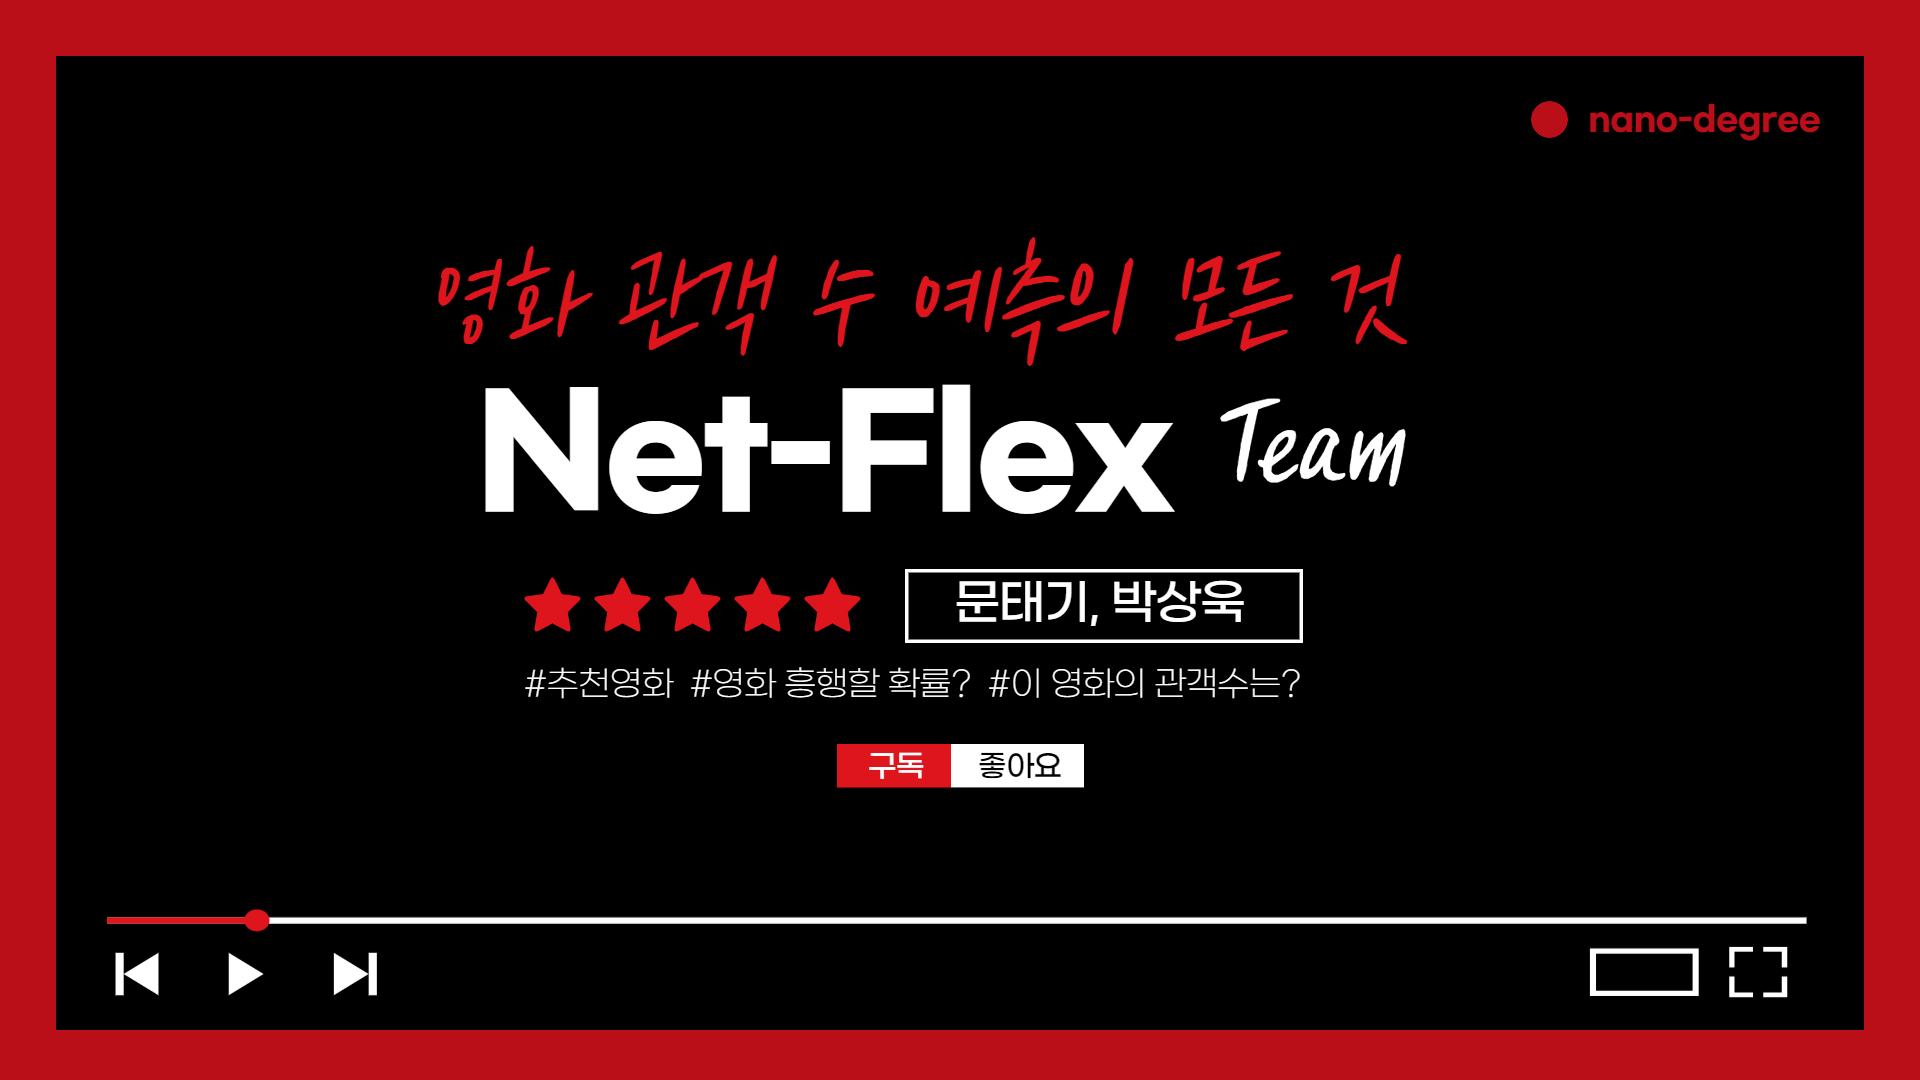 nano-degree
영화 관객 수 예측의 모든 것
Net-Flex Team
문태기, 박상욱
#추천영화 #영화 흥행할 확률? #이 영화의 관객수는?
구독 좋아요